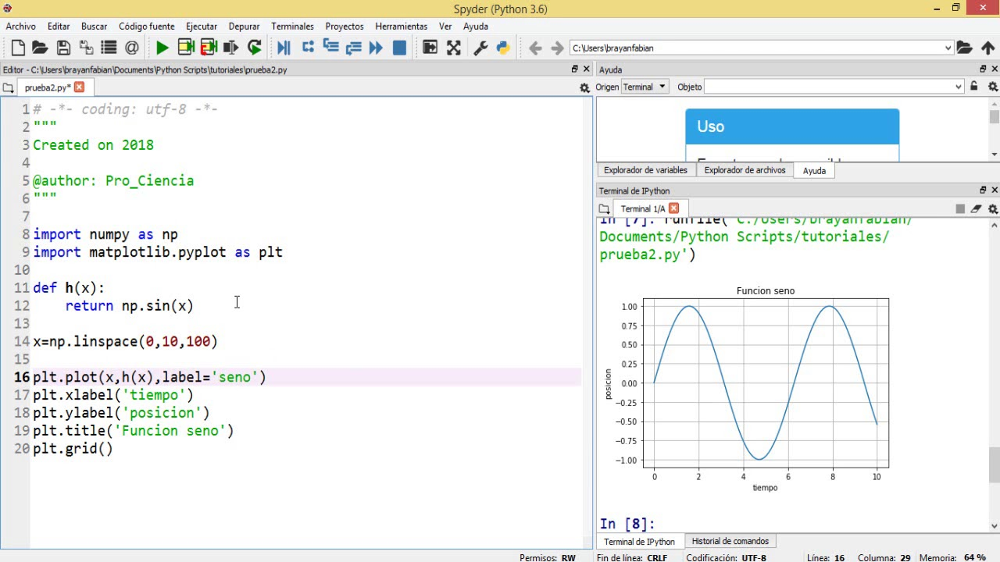 Spyder (Python 3.6)
Archivo Editar Buscar Código fuente Ejecutar Depurar Terminales Proyectos Herramientas Ver Ayuda
C:\Users\brayanfabian
Editor - C:\Users\brayanfabian\Documents\Python Scripts\tutoriales\prueba2.py
prueba2.py*
1 # -*- coding: utf-8 -*-
2 """
3 Created on 2018
4
5 @author: Pro_Ciencia
6 """
7
8 import numpy as np
9 import matplotlib.pyplot as plt
10
11 def h(x):
12     return np.sin(x)
13
14 x=np.linspace(0,10,100)
15
16 plt.plot(x,h(x),label='seno')
17 plt.xlabel('tiempo')
18 plt.ylabel('posicion')
19 plt.title('Funcion seno')
20 plt.grid()
Ayuda
Origen Terminal Objeto
Uso
Explorador de variables Explorador de archivos Ayuda
Terminal de IPython
Terminal 1/A
In [7]: runfile('C:/Users/brayanfabian/
Documents/Python Scripts/tutoriales/
prueba2.py')
Funcion seno
1.00
0.75
0.50
0.25
0.00
−0.25
−0.50
−0.75
−1.00
posicion
0 2 4 6 8 10
tiempo
In [8]:
Terminal de IPython Historial de comandos
Permisos: RW Fin de línea: CRLF Codificación: UTF-8 Línea: 16 Columna: 29 Memoria: 64 %